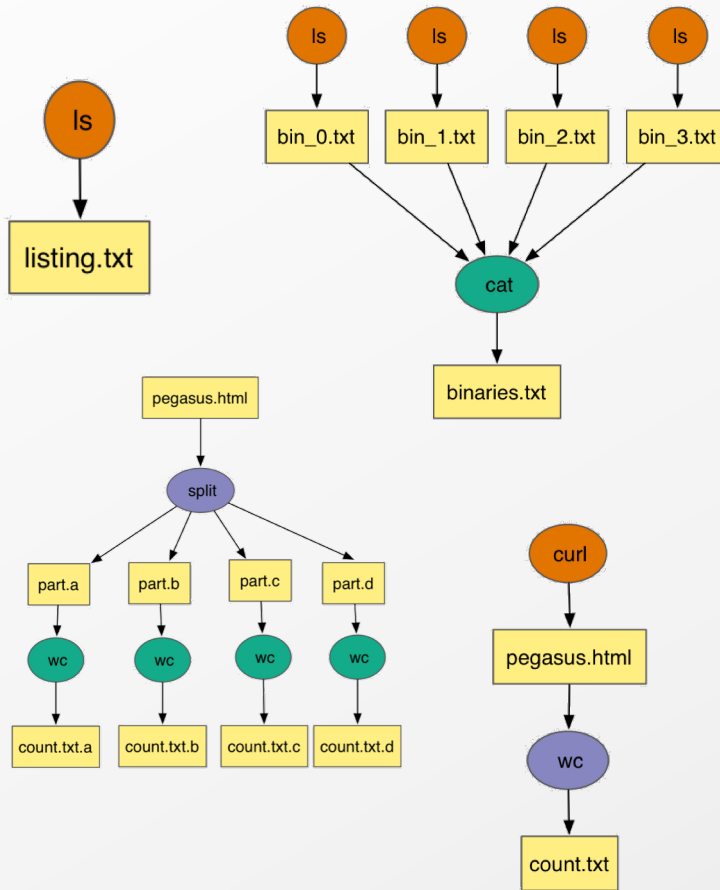 ls
listing.txt
ls ls ls ls
bin_0.txt bin_1.txt bin_2.txt bin_3.txt
cat
binaries.txt
pegasus.html
split
part.a part.b part.c part.d
wc wc wc wc
count.txt.a count.txt.b count.txt.c count.txt.d
curl
pegasus.html
wc
count.txt